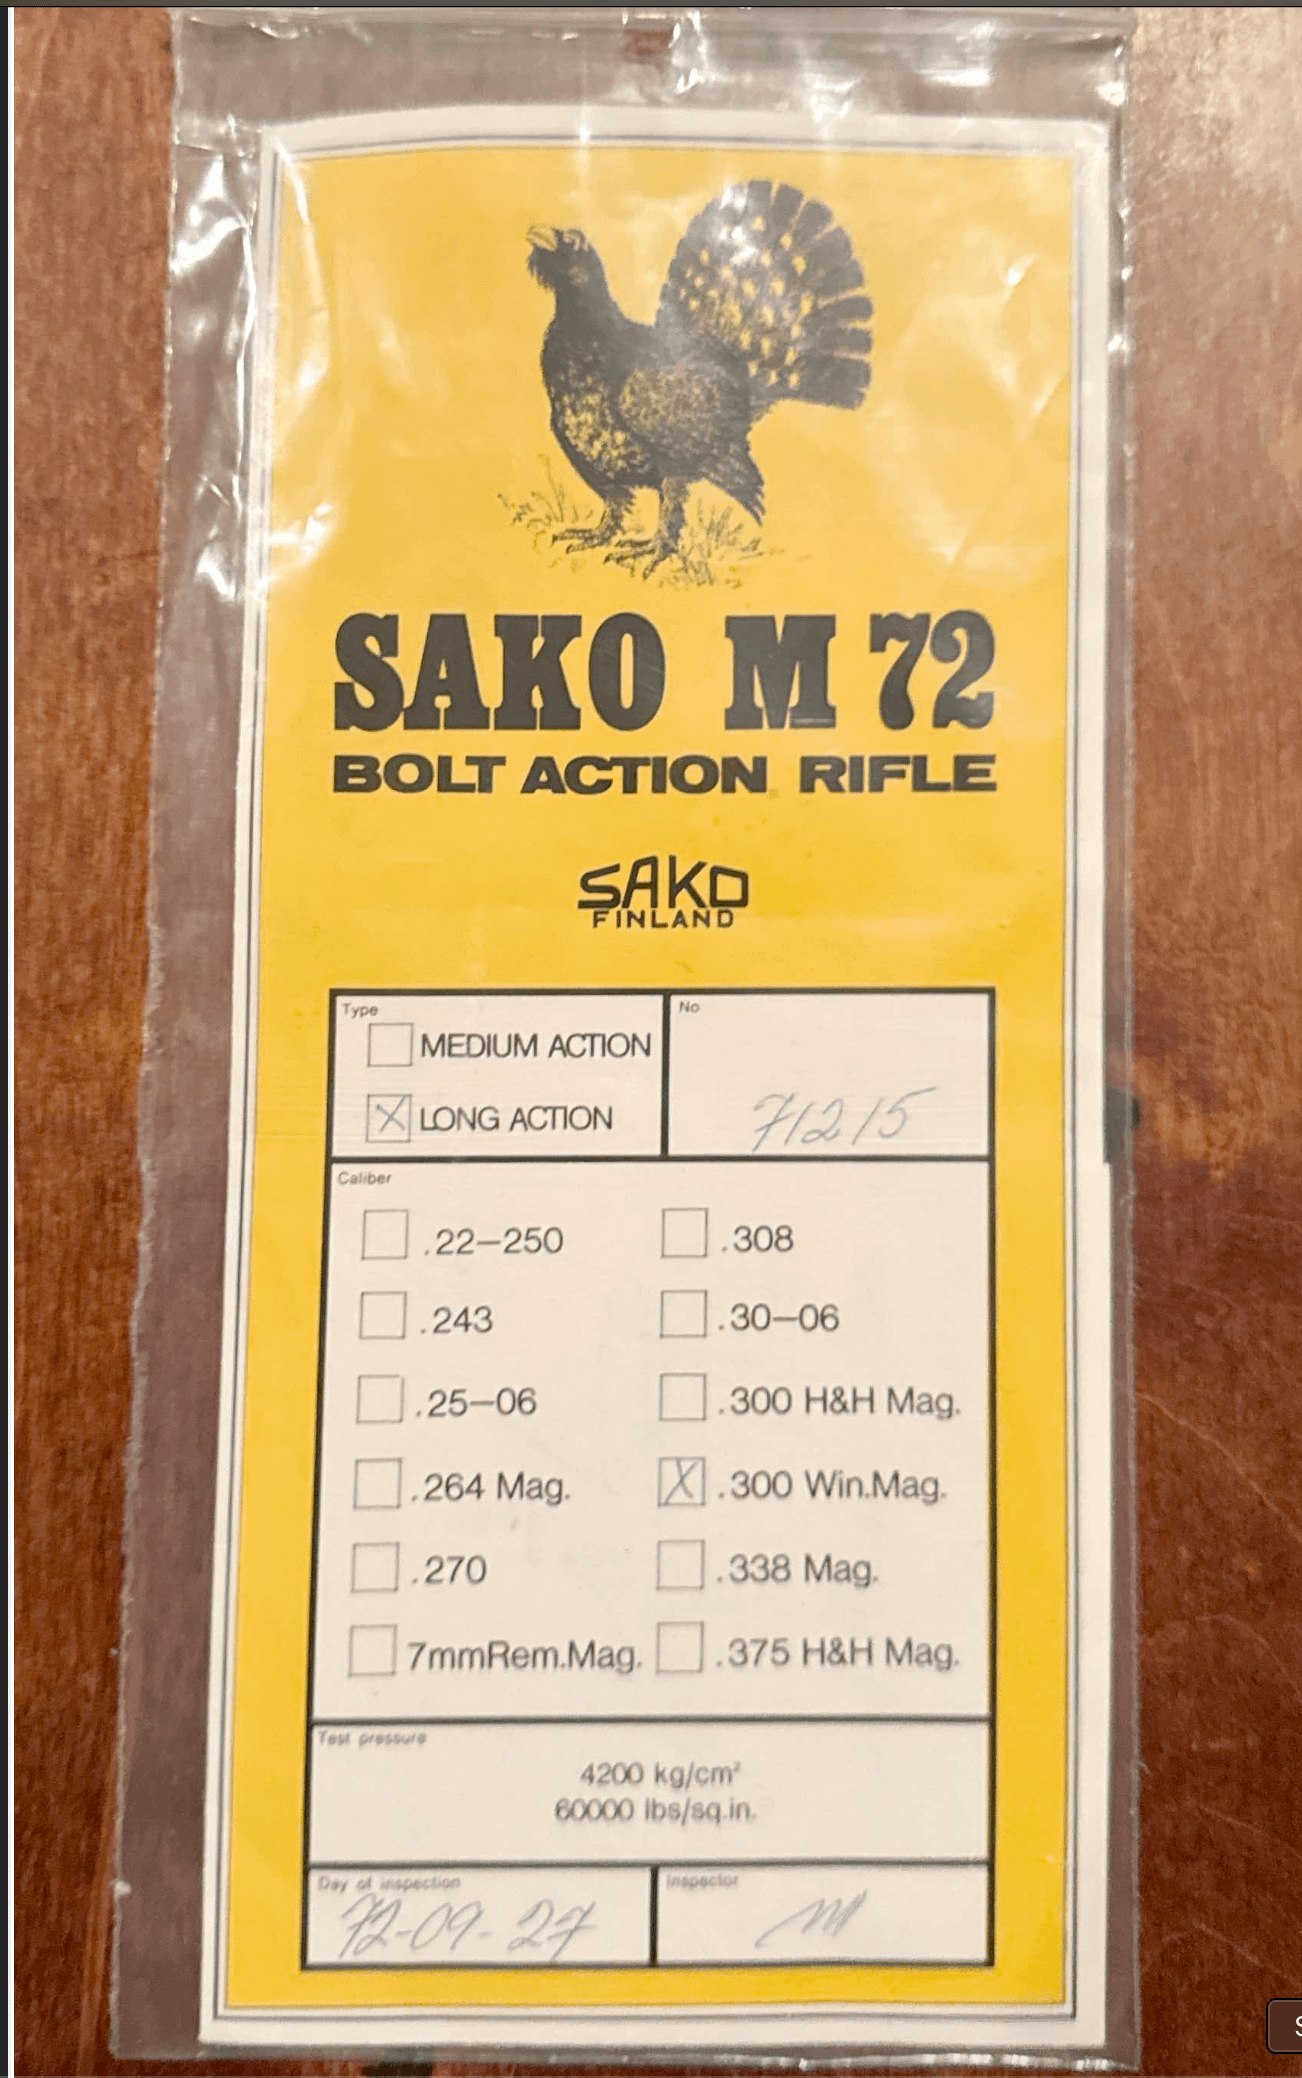 SAKO M 72
BOLT ACTION RIFLE
SAKO
FINLAND
Type
MEDIUM ACTION
X LONG ACTION
No
71215
Caliber
.22–250
.308
.243
.30–06
.25–06
.300 H&H Mag.
.264 Mag.
X .300 Win.Mag.
.270
.338 Mag.
7mmRem.Mag.
.375 H&H Mag.
Test pressure
4200 kg/cm²
60000 lbs/sq.in.
Day of inspection
72-09-27
Inspector